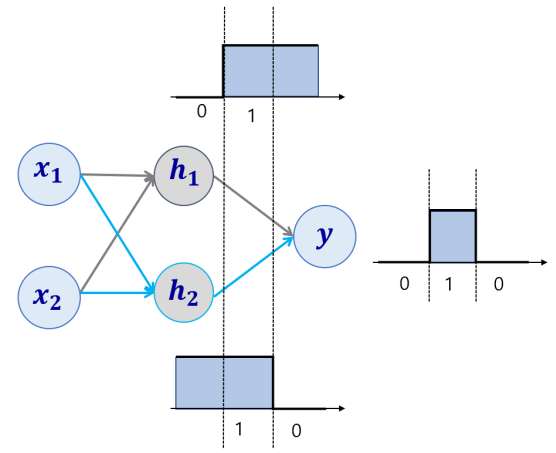 0 1
x₁ h₁
y
0 1 0
x₂ h₂
1 0